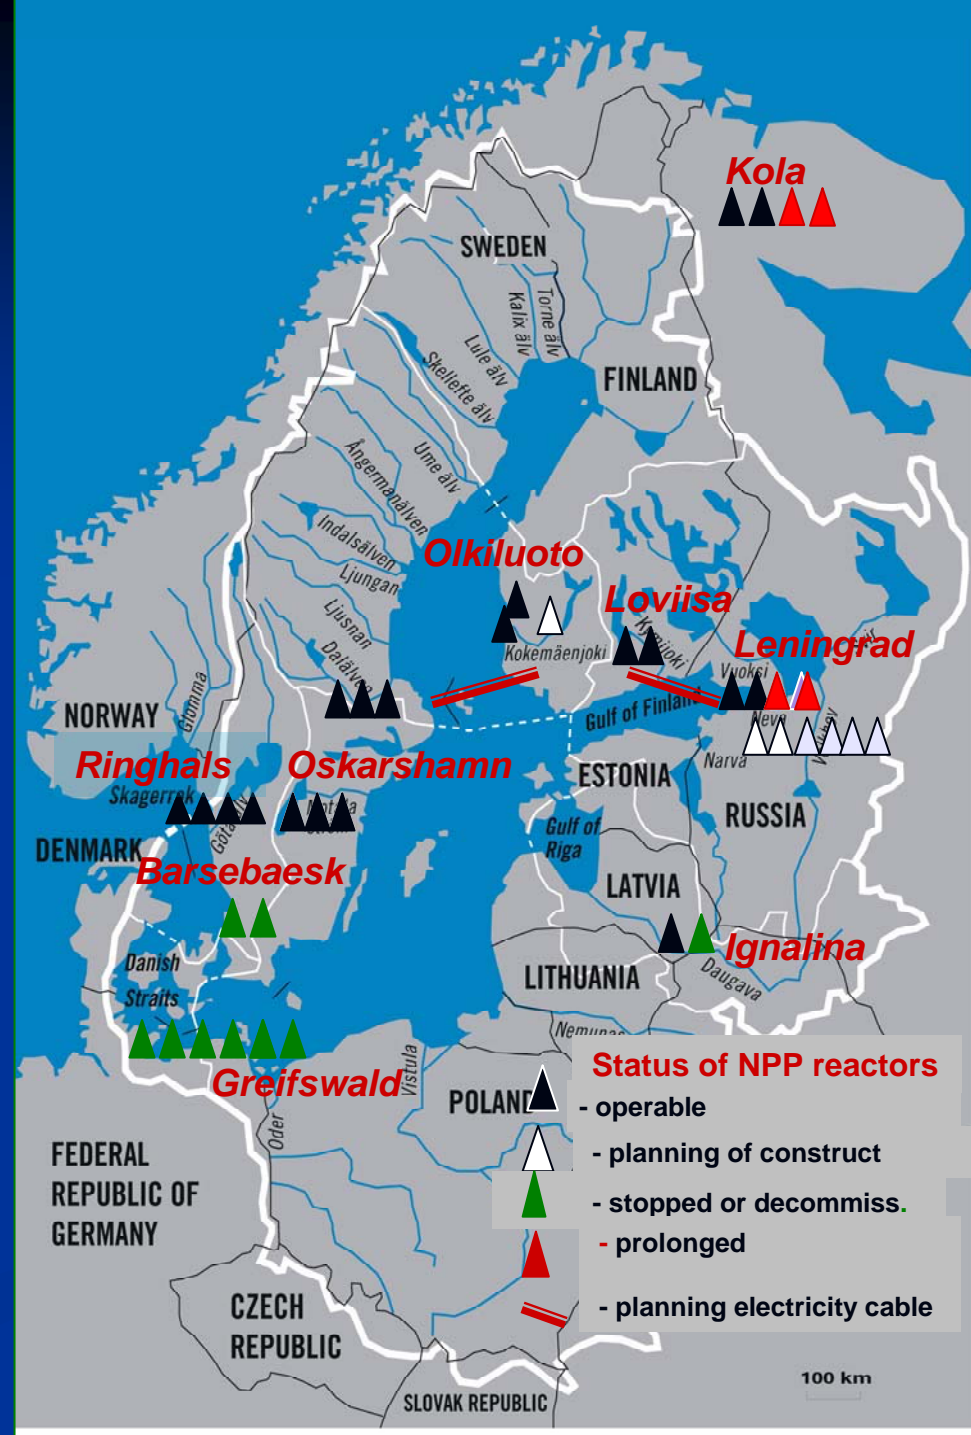 Kola
SWEDEN
Torne älv
Kalix älv
Lule älv
Skellefte älv
FINLAND
Ume älv
Ångermanälven
Indalsälven
Ljungan
Olkiluoto
Ljusnan
Loviisa
Kymijoki
Leningrad
Kokemäenjoki
Dalälven
Vuoksi
Glomma
NORWAY
Gulf of Finland
Neva
Ringhals
Oskarshamn
Narva
ESTONIA
Skagerrak
RUSSIA
Gulf of
Riga
DENMARK
Barsebaesk
LATVIA
Ignalina
Danish
Straits
LITHUANIA
Daugava
Nemunas
Greifswald
Vistula
Oder
POLAND
Status of NPP reactors
- operable
- planning of construct
- stopped or decommiss.
- prolonged
- planning electricity cable
FEDERAL
REPUBLIC OF
GERMANY
CZECH
REPUBLIC
SLOVAK REPUBLIC
100 km